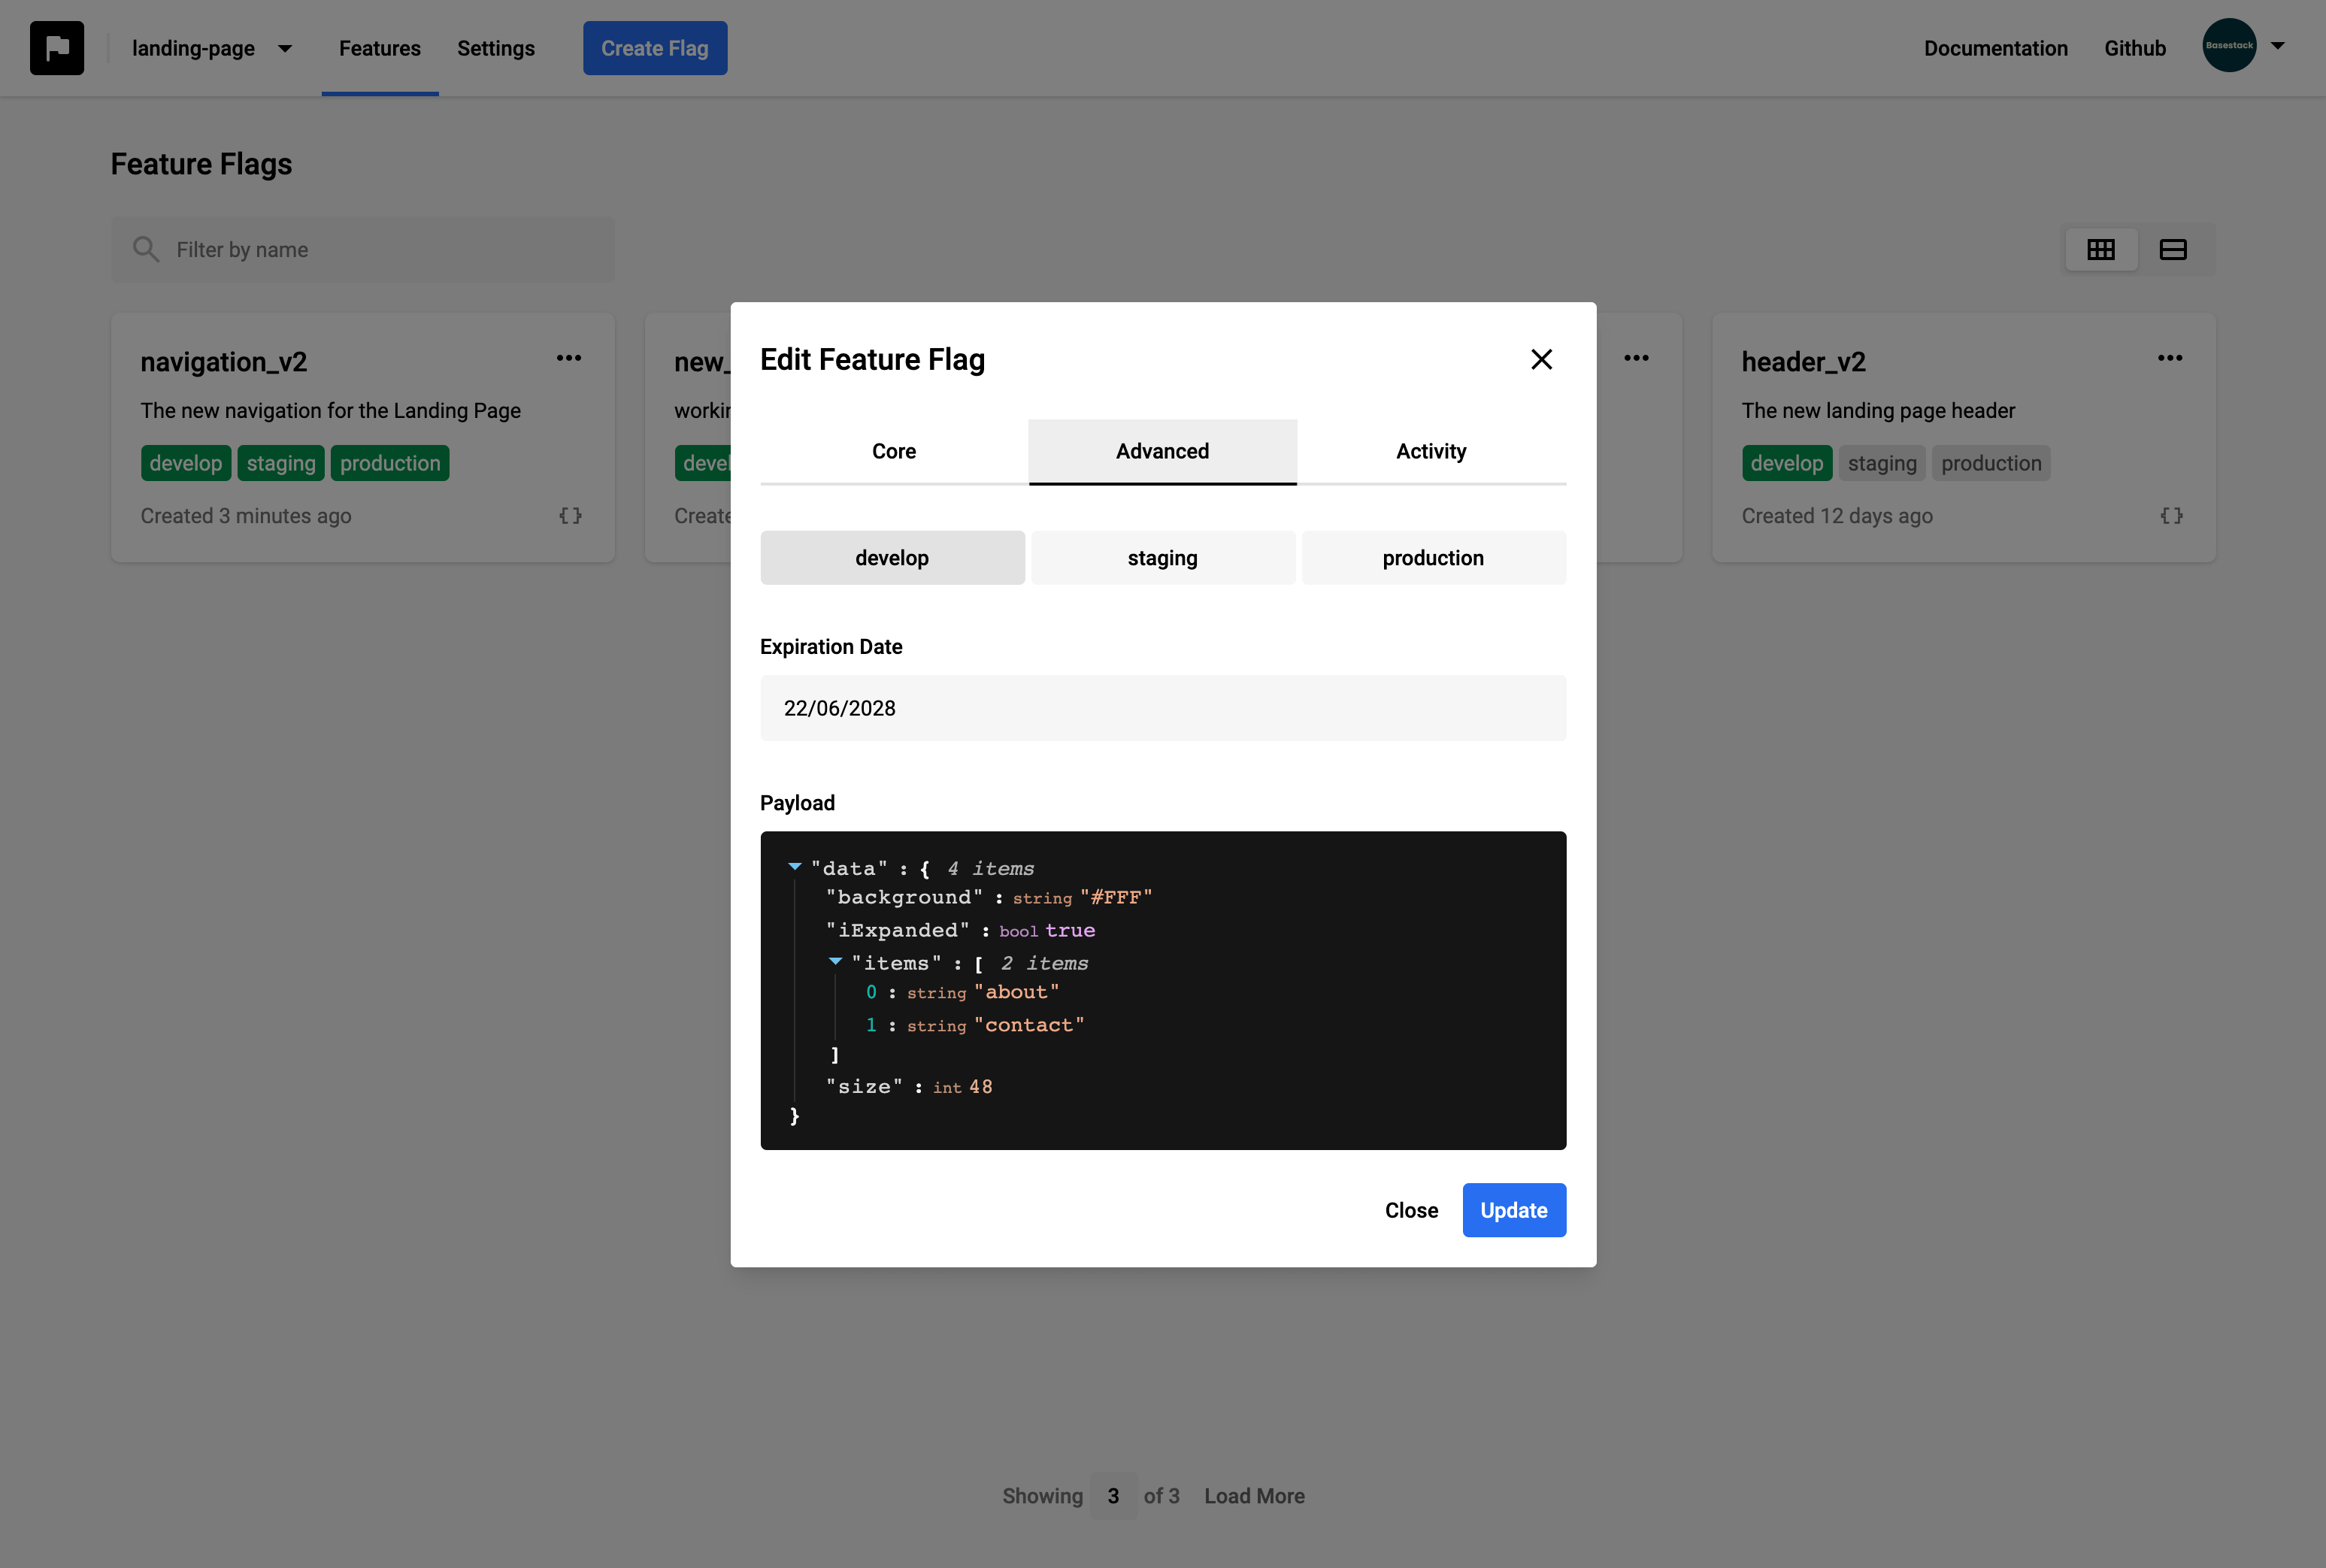 landing-page
Features
Settings
Create Flag
Documentation
Github
Basestack
Feature Flags
Filter by name
navigation_v2
The new navigation for the Landing Page
develop staging production
Created 3 minutes ago
{}
new_
header_v2
The new landing page header
develop staging production
Created 12 days ago
{}
Edit Feature Flag
Core
Advanced
Activity
develop
staging
production
Expiration Date
22/06/2028
Payload
"data" : { 4 items
"background" : string "#FFF"
"iExpanded" : bool true
"items" : [ 2 items
0 : string "about"
1 : string "contact"
]
"size" : int 48
}
Close
Update
Showing 3 of 3 Load More